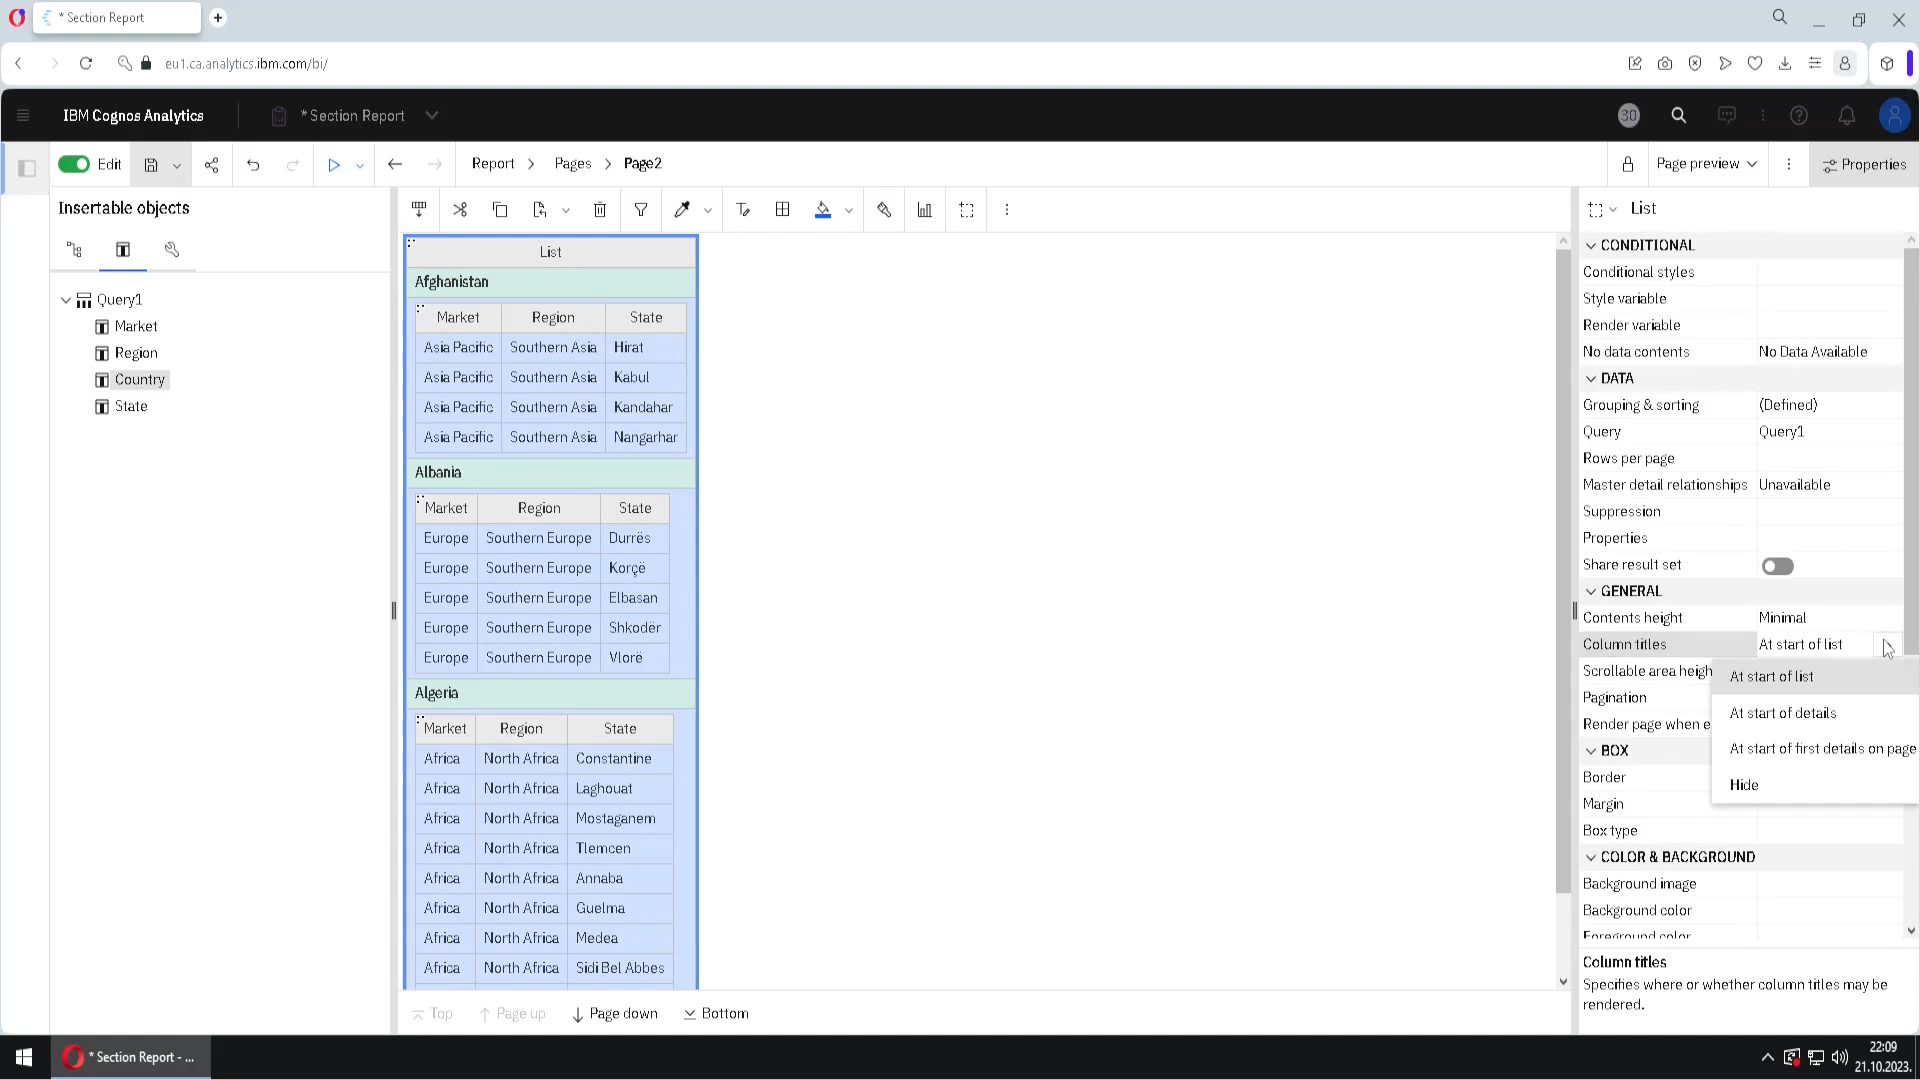 * Section Report
eu1.ca.analytics.ibm.com/bi/
IBM Cognos Analytics
* Section Report
30
Edit
Report > Pages > Page2
Page preview
Properties
Insertable objects
Query1
Market
Region
Country
State
List
Afghanistan
Market Region State
Asia Pacific Southern Asia Hirat
Asia Pacific Southern Asia Kabul
Asia Pacific Southern Asia Kandahar
Asia Pacific Southern Asia Nangarhar
Albania
Market Region State
Europe Southern Europe Durrës
Europe Southern Europe Korçë
Europe Southern Europe Elbasan
Europe Southern Europe Shkodër
Europe Southern Europe Vlorë
Algeria
Market Region State
Africa North Africa Constantine
Africa North Africa Laghouat
Africa North Africa Mostaganem
Africa North Africa Tlemcen
Africa North Africa Annaba
Africa North Africa Guelma
Africa North Africa Medea
Africa North Africa Sidi Bel Abbes
Top Page up Page down Bottom
List
CONDITIONAL
Conditional styles
Style variable
Render variable
No data contents No Data Available
DATA
Grouping & sorting (Defined)
Query Query1
Rows per page
Master detail relationships Unavailable
Suppression
Properties
Share result set
GENERAL
Contents height Minimal
Column titles At start of list
Scrollable area heigh
Pagination
Render page when e
At start of list
At start of details
At start of first details on page
Hide
BOX
Border
Margin
Box type
COLOR & BACKGROUND
Background image
Background color
Foreground color
Column titles
Specifies where or whether column titles may be
rendered.
* Section Report - ...
22:09
21.10.2023.